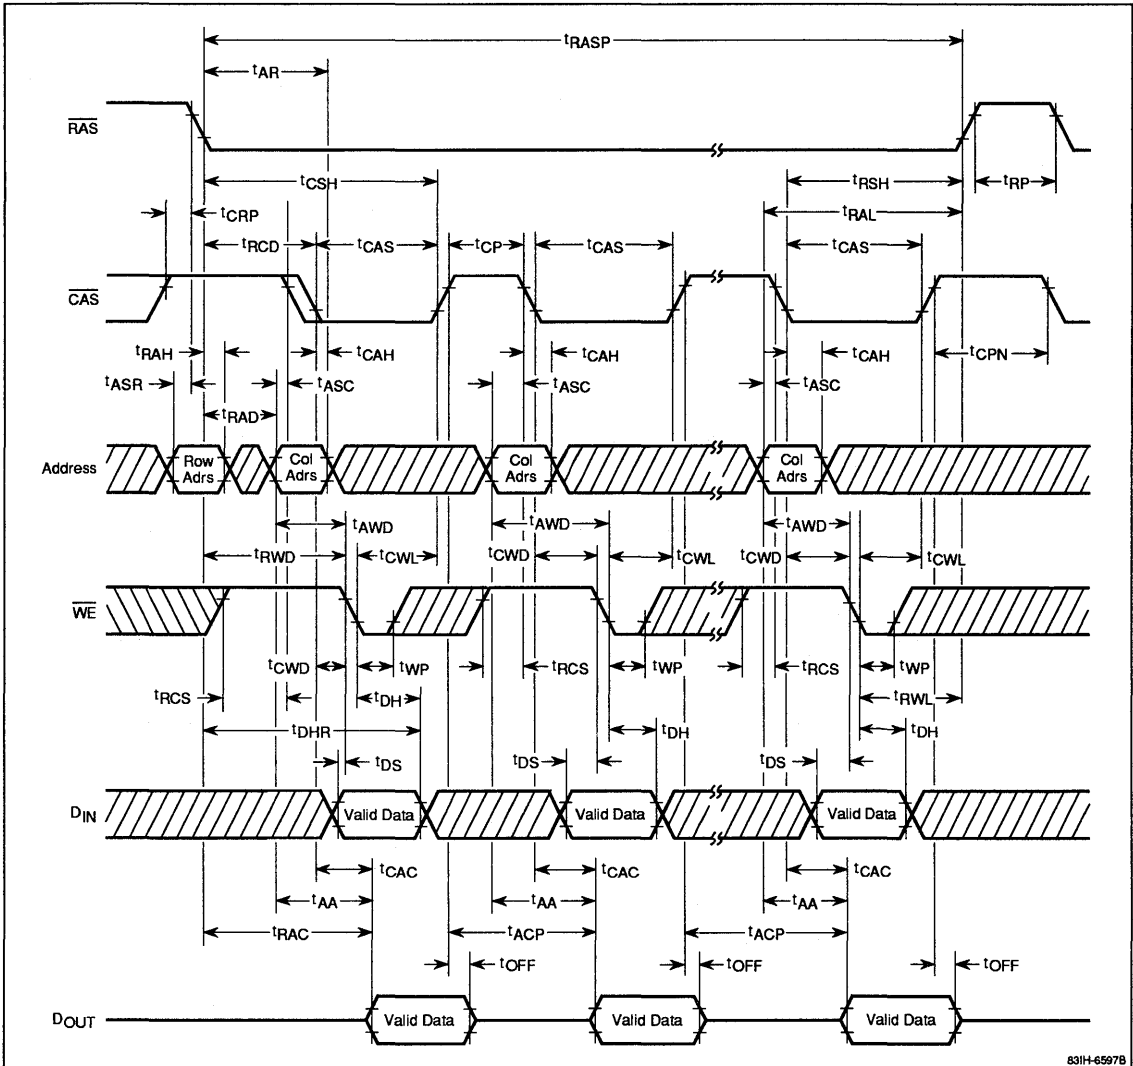 tRASP
tAR
RAS
tCSH
tRSH
tRP
tCRP
tRAL
tRCD
tCAS
tCP
tCAS
tCAS
CAS
tRAH
tCAH
tCAH
tCAH
tCPN
tASR
tASC
tASC
tASC
tRAD
Address
Row Adrs
Col Adrs
Col Adrs
Col Adrs
tAWD
tAWD
tAWD
tRWD
tCWL
tCWD
tCWL
tCWD
tCWL
WE
tCWD
tWP
tRCS
tWP
tRCS
tWP
tRCS
tDH
tRWL
tDHR
tDH
tDH
tDS
tDS
tDS
DIN
Valid Data
Valid Data
Valid Data
tCAC
tCAC
tCAC
tAA
tAA
tAA
tRAC
tACP
tACP
tOFF
tOFF
tOFF
DOUT
Valid Data
Valid Data
Valid Data
83IH-6597B